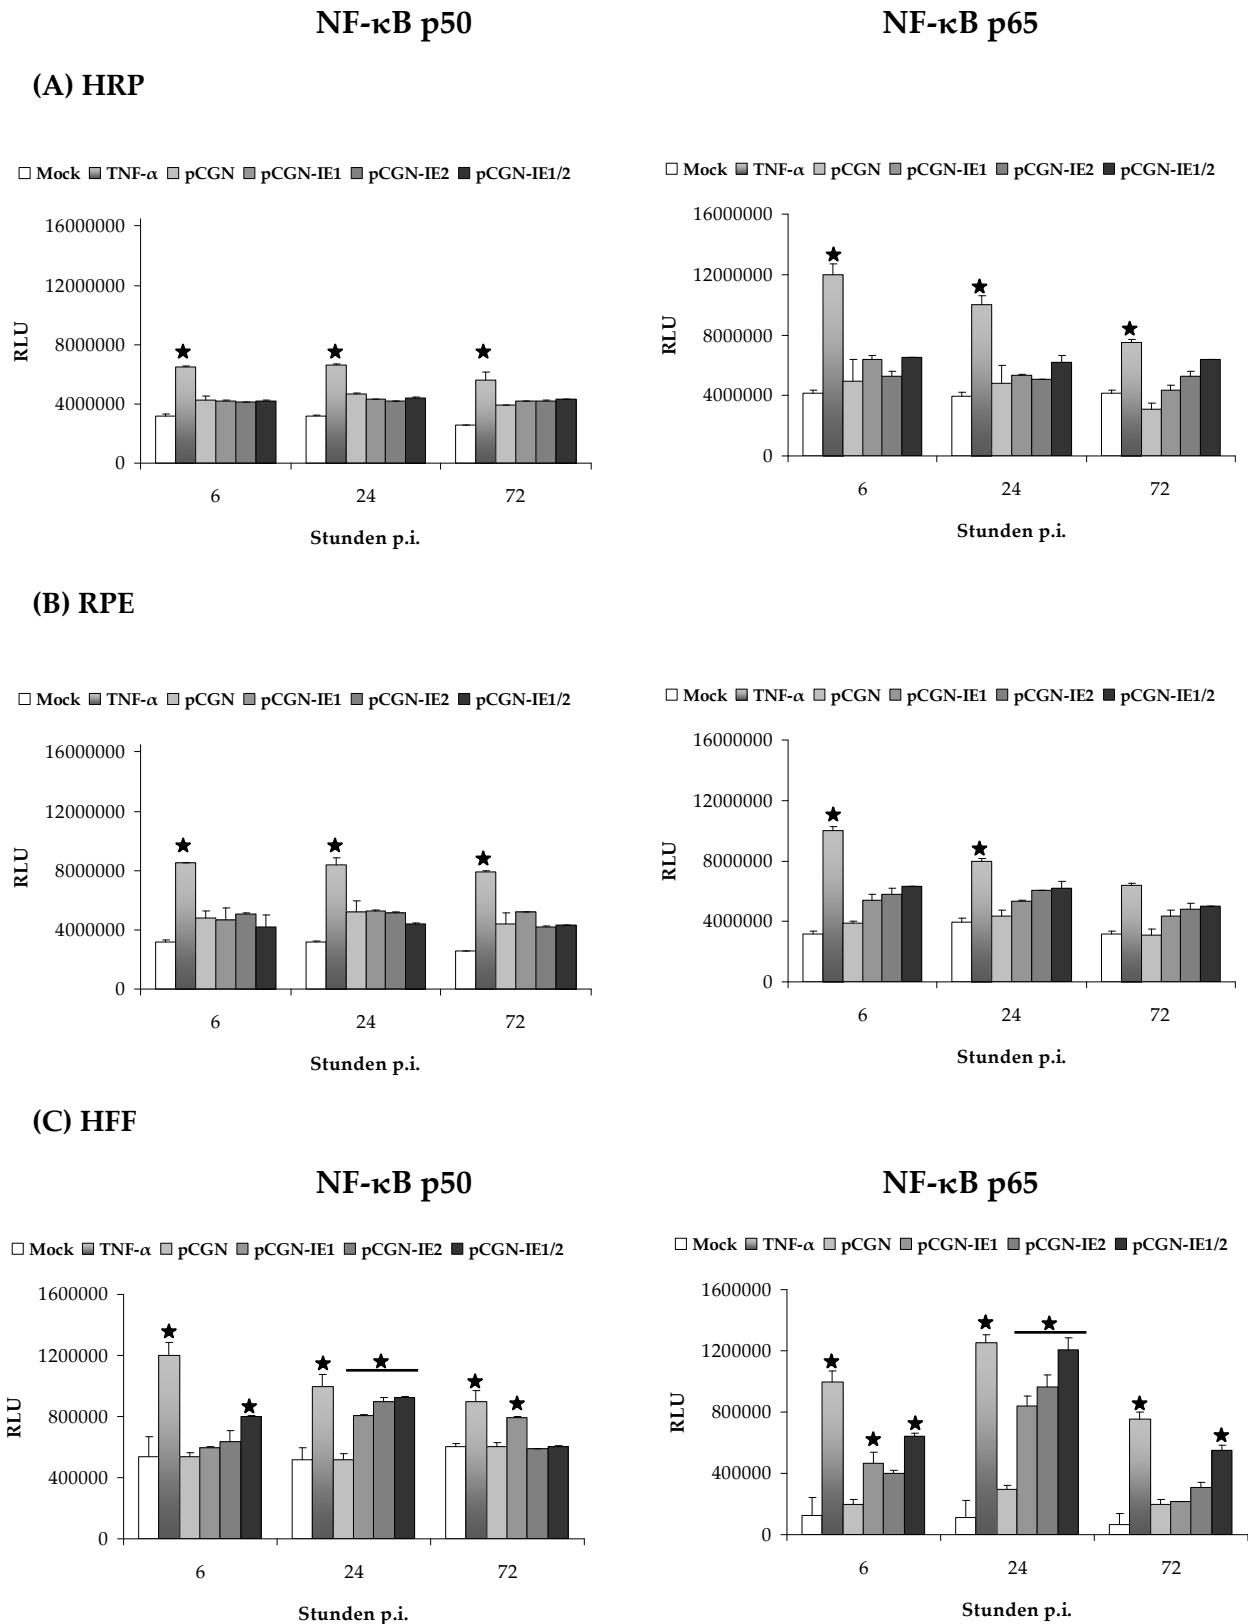 NF-κB p50 NF-κB p65
(A) HRP
Mock TNF-α pCGN pCGN-IE1 pCGN-IE2 pCGN-IE1/2
16000000
12000000
8000000
4000000
0
RLU
6 24 72
Stunden p.i.
Mock TNF-α pCGN pCGN-IE1 pCGN-IE2 pCGN-IE1/2
16000000
12000000
8000000
4000000
0
RLU
6 24 72
Stunden p.i.
(B) RPE
Mock TNF-α pCGN pCGN-IE1 pCGN-IE2 pCGN-IE1/2
16000000
12000000
8000000
4000000
0
RLU
6 24 72
Stunden p.i.
Mock TNF-α pCGN pCGN-IE1 pCGN-IE2 pCGN-IE1/2
16000000
12000000
8000000
4000000
0
RLU
6 24 72
Stunden p.i.
(C) HFF
NF-κB p50 NF-κB p65
Mock TNF-α pCGN pCGN-IE1 pCGN-IE2 pCGN-IE1/2
1600000
1200000
800000
400000
0
RLU
6 24 72
Stunden p.i.
Mock TNF-α pCGN pCGN-IE1 pCGN-IE2 pCGN-IE1/2
1600000
1200000
800000
400000
0
RLU
6 24 72
Stunden p.i.